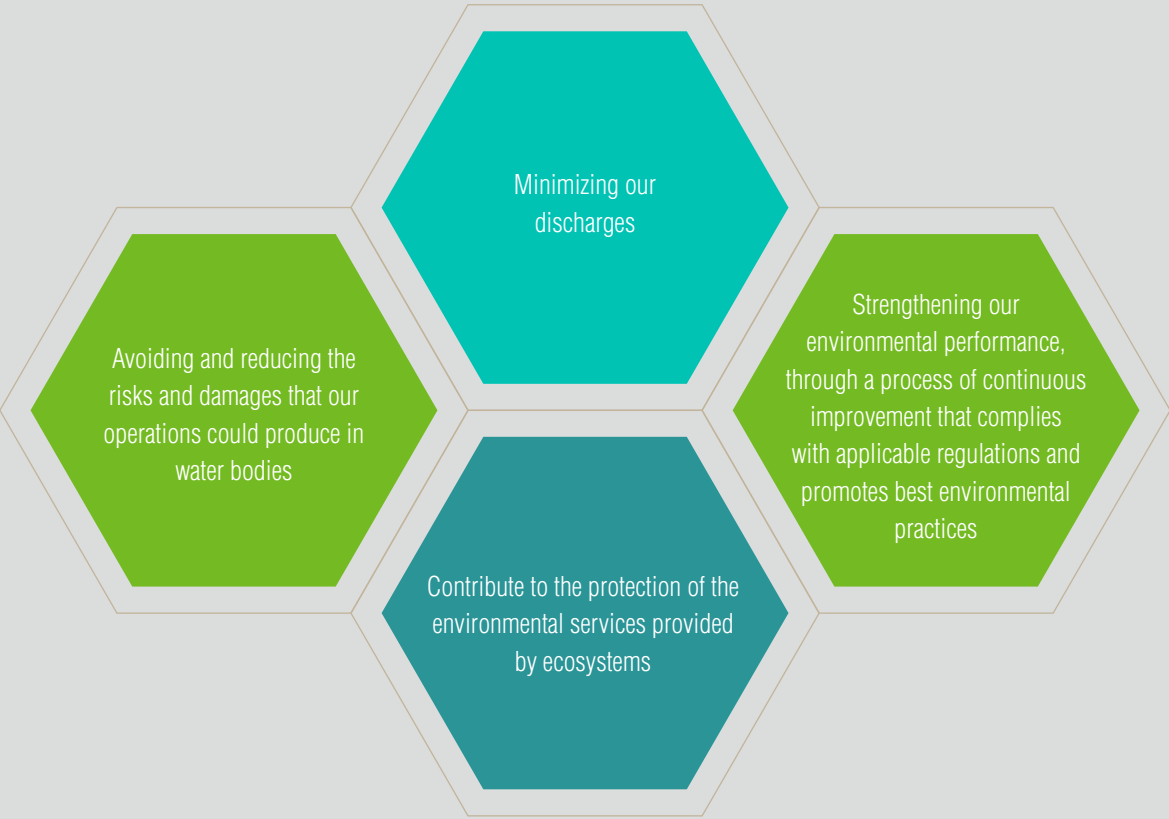 Minimizing our
discharges
Avoiding and reducing the
risks and damages that our
operations could produce in
water bodies
Strengthening our
environmental performance,
through a process of continuous
improvement that complies
with applicable regulations and
promotes best environmental
practices
Contribute to the protection of the
environmental services provided
by ecosystems